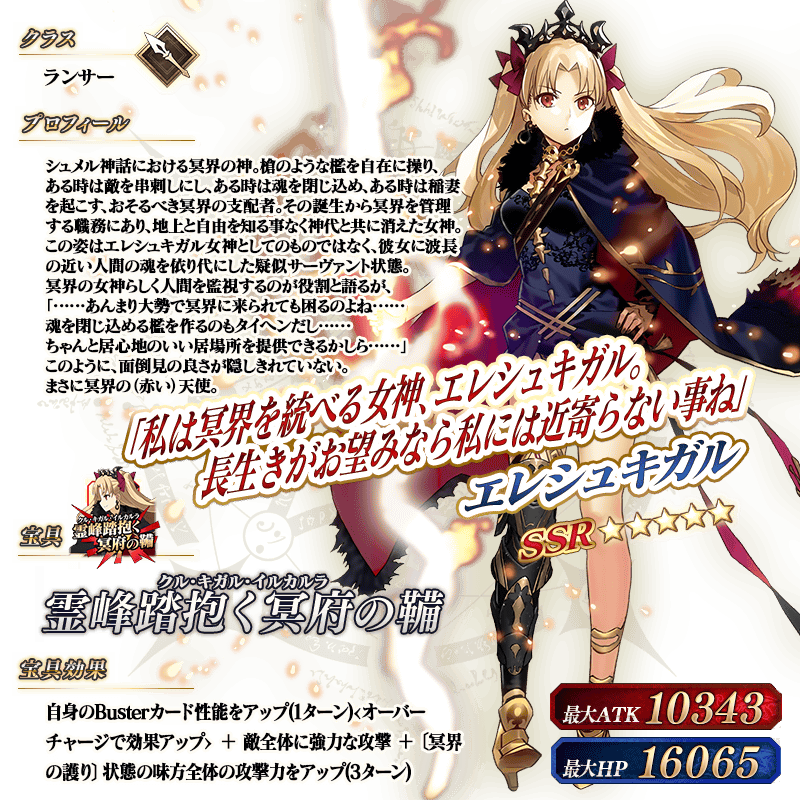 クラス
ランサー
プロフィール
シュメル神話における冥界の神。槍のような檻を自在に操り、
ある時は敵を串刺しにし、ある時は魂を閉じ込め、ある時は稲妻
を起こす、おそるべき冥界の支配者。その誕生から冥界を管理
する職務にあり、地上と自由を知る事なく神代と共に消えた女神。
この姿はエレシュキガル女神としてのものではなく、彼女に波長
の近い人間の魂を依り代にした疑似サーヴァント状態。
冥界の女神らしく人間を監視するのが役割と語るが、
「……あんまり大勢で冥界に来られても困るのよね……
魂を閉じ込める檻を作るのもタイヘンだし……
ちゃんと居心地のいい居場所を提供できるかしら……」
このように、面倒見の良さが隠しきれていない。
まさに冥界の（赤い）天使。
「私は冥界を統べる女神、エレシュキガル。
長生きがお望みなら私には近寄らない事ね」
エレシュキガル
SSR ☆☆☆☆☆
宝具
クル・キガル・イルカルラ
霊峰踏抱く
冥府の鞴
クル・キガル・イルカルラ
霊峰踏抱く冥府の鞴
宝具効果
自身のBusterカード性能をアップ(1ターン)<オーバー
チャージで効果アップ> ＋ 敵全体に強力な攻撃 ＋〔冥界
の護り〕状態の味方全体の攻撃力をアップ(3ターン)
最大ATK 10343
最大HP 16065